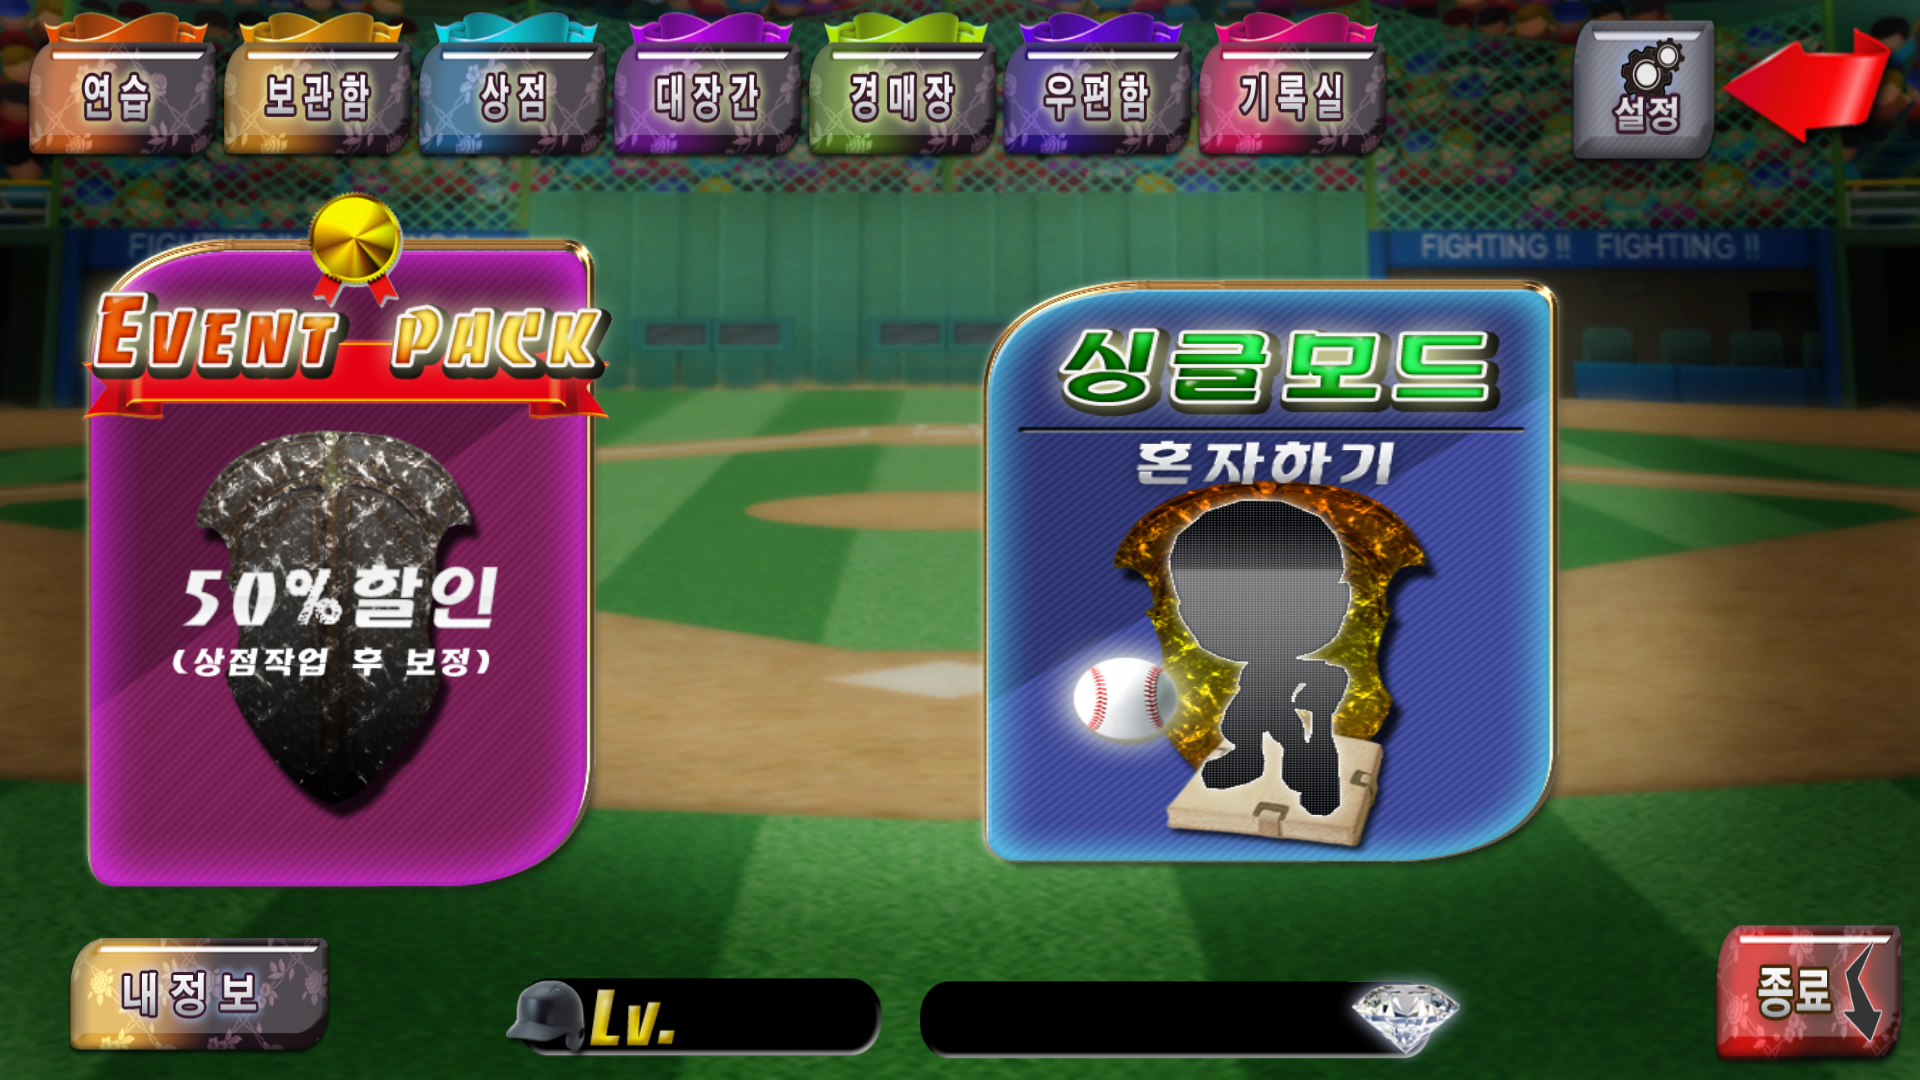 연습
보관함
상점
대장간
경매장
우편함
기록실
설정
FIGHTING !! FIGHTING !!
EVENT PACK
50%할인
(상점작업 후 보정)
싱글모드
혼자하기
내정보
Lv.
종료